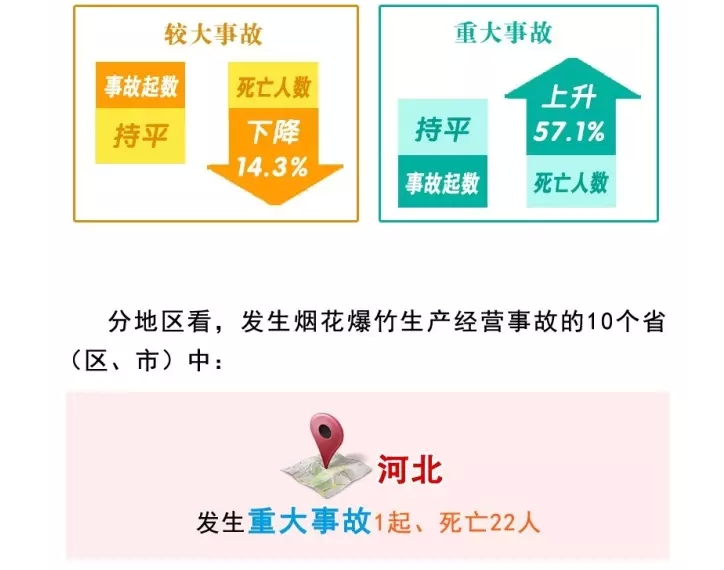 较大事故
事故起数
持平
死亡人数
下降
14.3%
重大事故
持平
事故起数
上升
57.1%
死亡人数
分地区看，发生烟花爆竹生产经营事故的10个省
（区、市）中：
河北
发生重大事故1起、死亡22人